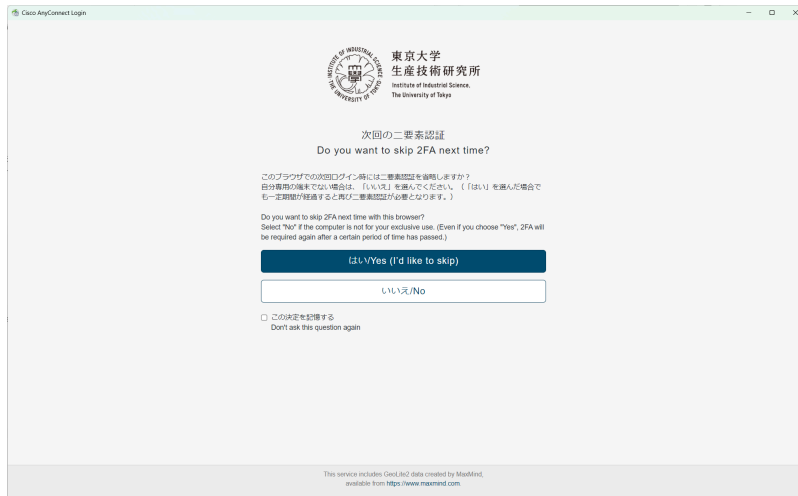 Cisco AnyConnect Login
INSTITUTE OF INDUSTRIAL SCIENCE
THE UNIVERSITY OF TOKYO
東京大学
生産技術研究所
Institute of Industrial Science,
The University of Tokyo
次回の二要素認証
Do you want to skip 2FA next time?
このブラウザでの次回ログイン時には二要素認証を省略しますか？
自分専用の端末でない場合は、「いいえ」を選んでください。（「はい」を選んだ場合で
も一定期間が経過すると再び二要素認証が必要となります。）
Do you want to skip 2FA next time with this browser?
Select "No" if the computer is not for your exclusive use. (Even if you choose "Yes", 2FA will
be required again after a certain period of time has passed.)
はい/Yes (I'd like to skip)
いいえ/No
この決定を記憶する
Don't ask this question again
This service includes GeoLite2 data created by MaxMind,
available from https://www.maxmind.com.